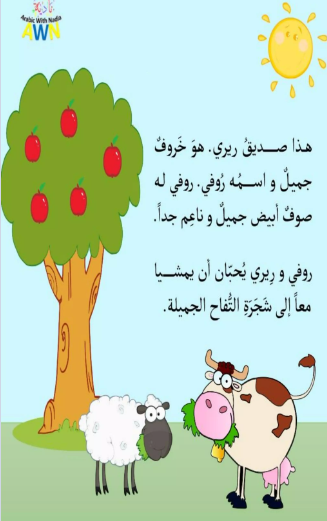 Arabic With Nadia
AWN
هذا صديقُ ريري. هوَ خَروفٌ
جميلٌ و اسمُه رُوفي. روفي له
صوفٌ أبيض جميلٌ و ناعِم جداً.
روفي و رِيري يُحبّان أن يمشيا
معاً إلى شَجَرَةِ التُّفاح الجميلة.